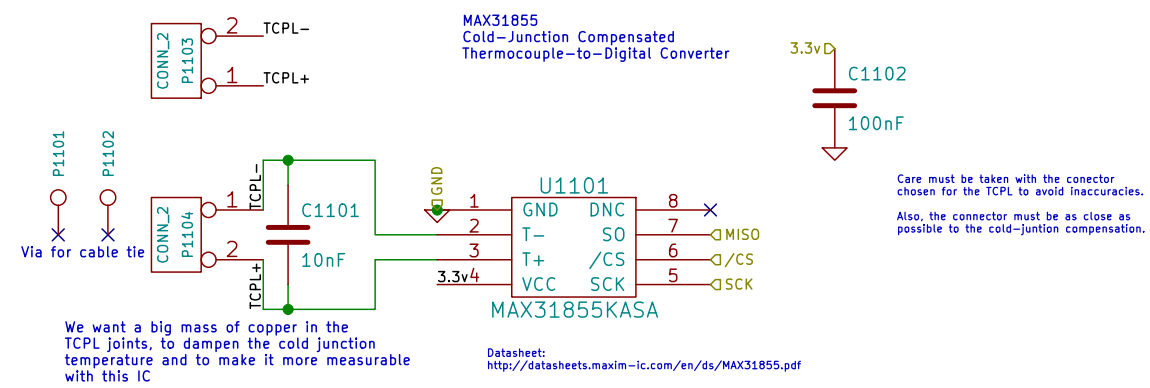 CONN_2
P1103
2
TCPL-
1
TCPL+
MAX31855
Cold-Junction Compensated
Thermocouple-to-Digital Converter
3.3v
C1102
100nF
P1101
P1102
Via for cable tie
CONN_2
P1104
1
TCPL-
2
TCPL+
C1101
10nF
GND
U1101
1
GND
DNC
8
2
T-
SO
7
MISO
3
T+
/CS
6
/CS
3.3v
4
VCC
SCK
5
SCK
MAX31855KASA
Care must be taken with the conector
chosen for the TCPL to avoid inaccuracies.
Also, the connector must be as close as
possible to the cold-juntion compensation.
We want a big mass of copper in the
TCPL joints, to dampen the cold junction
temperature and to make it more measurable
with this IC
Datasheet:
http://datasheets.maxim-ic.com/en/ds/MAX31855.pdf